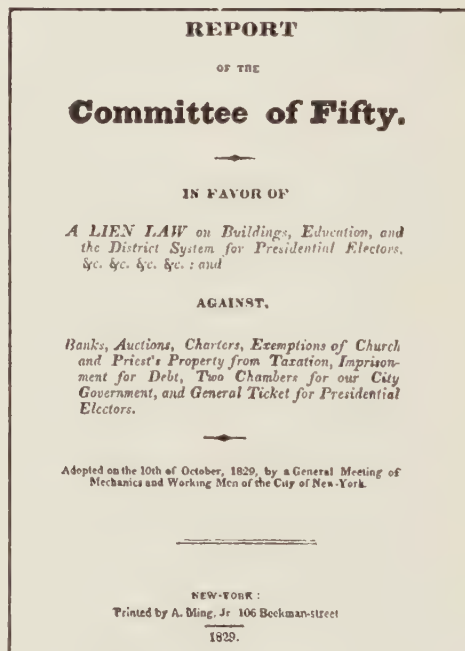 REPORT
OF THE
Committee of Fifty.
IN FAVOR OF
A LIEN LAW on Buildings, Education, and
the District System for Presidential Electors,
&c. &c. &c. &c. : and
AGAINST,
Banks, Auctions, Charters, Exemptions of Church
and Priest's Property from Taxation, Imprison-
ment for Debt, Two Chambers for our City
Government, and General Ticket for Presidential
Electors.
Adopted on the 10th of October, 1829, by a General Meeting of
Mechanics and Working Men of the City of New-York.
NEW-YORK :
Printed by A. Ming, Jr 106 Beekman-street
1829.